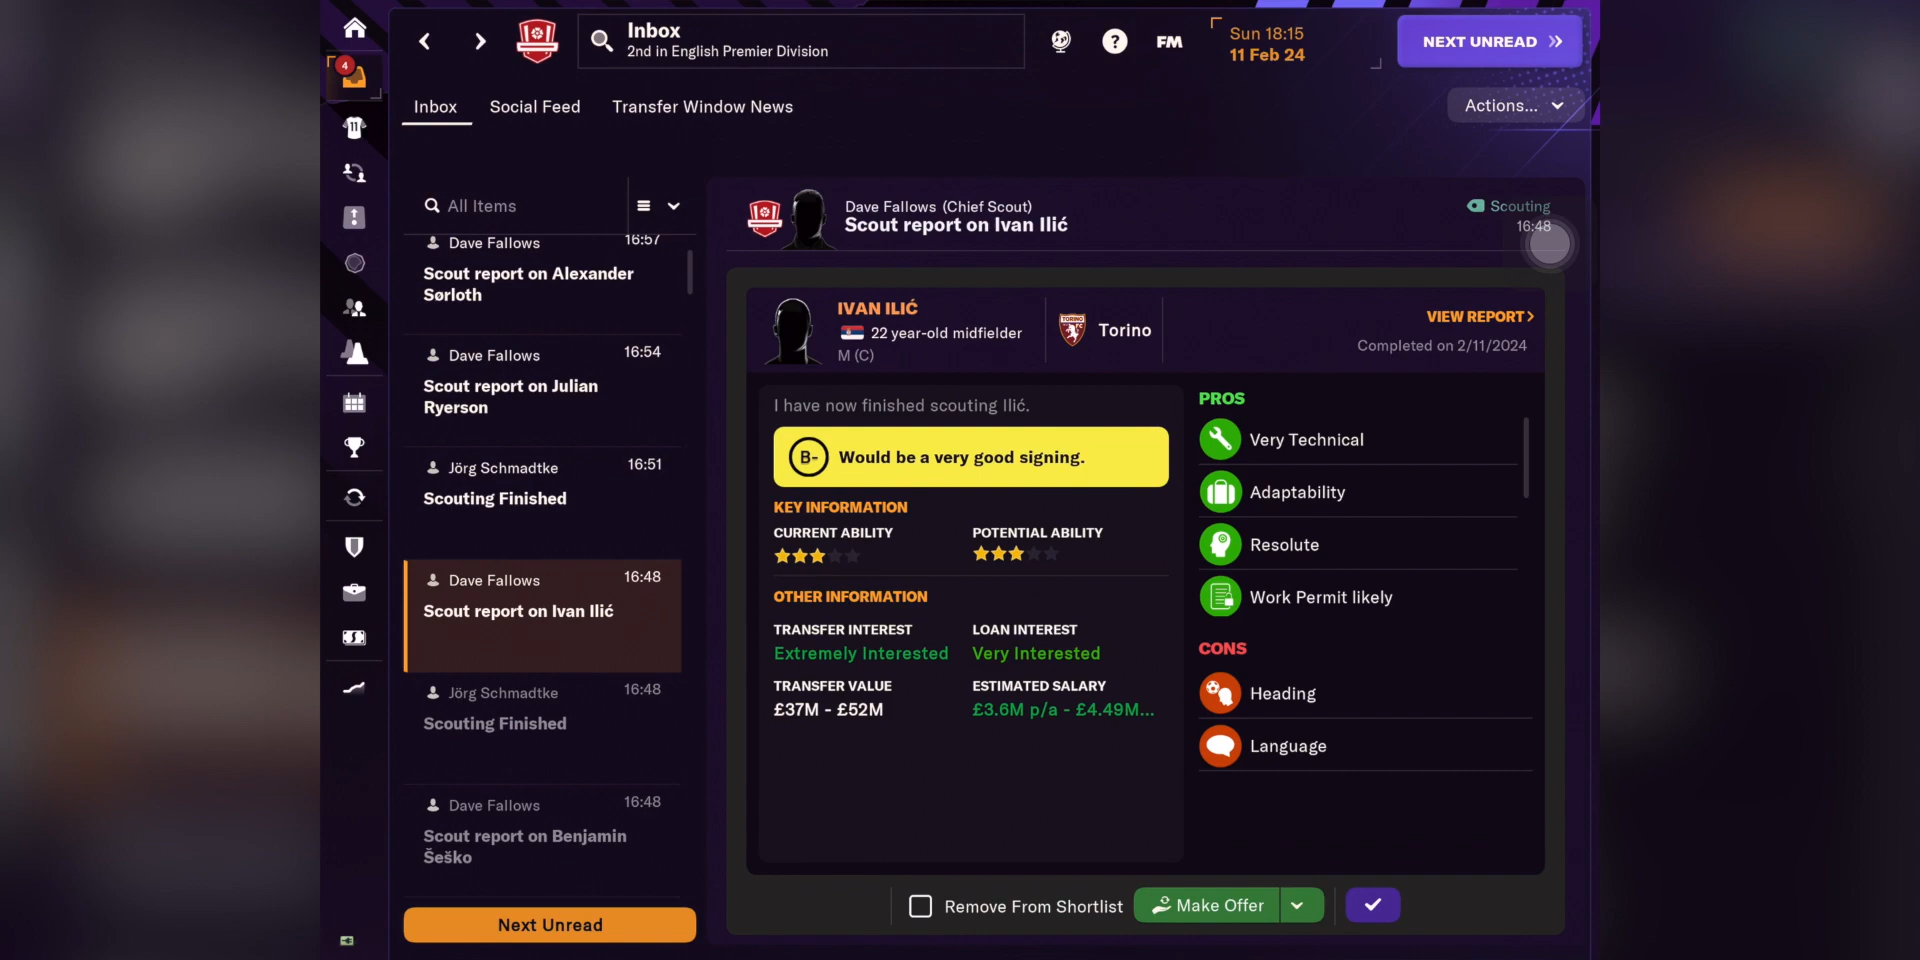 Inbox
2nd in English Premier Division
FM
Sun 18:15
11 Feb 24
NEXT UNREAD
4
Inbox
Social Feed
Transfer Window News
Actions...
11
All Items
Dave Fallows
16:57
Scout report on Alexander
Sørloth
Dave Fallows
16:54
Scout report on Julian
Ryerson
Jörg Schmadtke
16:51
Scouting Finished
Dave Fallows
16:48
Scout report on Ivan Ilić
Jörg Schmadtke
16:48
Scouting Finished
Dave Fallows
16:48
Scout report on Benjamin
Šeško
Next Unread
Dave Fallows (Chief Scout)
Scout report on Ivan Ilić
Scouting
16:48
IVAN ILIĆ
22 year-old midfielder
M (C)
TORINO
Torino
VIEW REPORT
Completed on 2/11/2024
I have now finished scouting Ilić.
B-
Would be a very good signing.
KEY INFORMATION
CURRENT ABILITY
POTENTIAL ABILITY
OTHER INFORMATION
TRANSFER INTEREST
LOAN INTEREST
Extremely Interested
Very Interested
TRANSFER VALUE
ESTIMATED SALARY
£37M - £52M
£3.6M p/a - £4.49M...
PROS
Very Technical
Adaptability
Resolute
Work Permit likely
CONS
Heading
Language
Remove From Shortlist
Make Offer